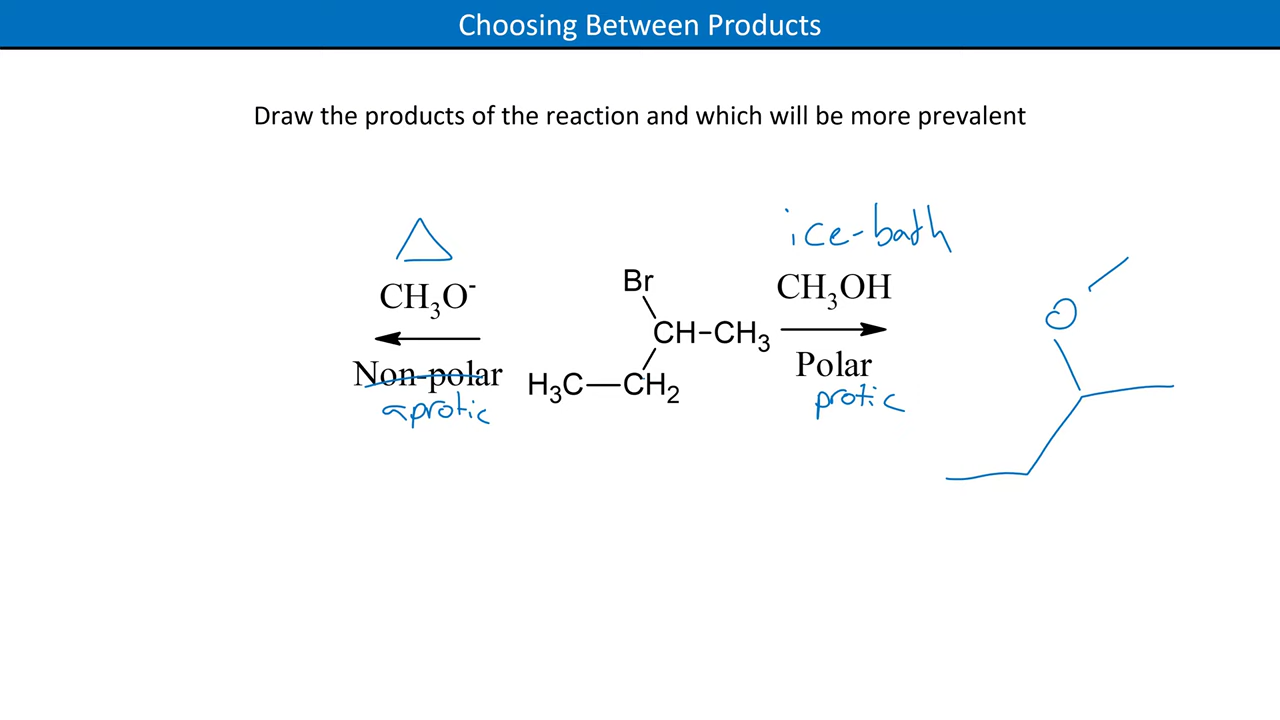 Choosing Between Products
Draw the products of the reaction and which will be more prevalent
△
CH₃O⁻
Non-polar
aprotic
Br
CH-CH₃
H₃C—CH₂
ice-bath
CH₃OH
Polar
protic
O